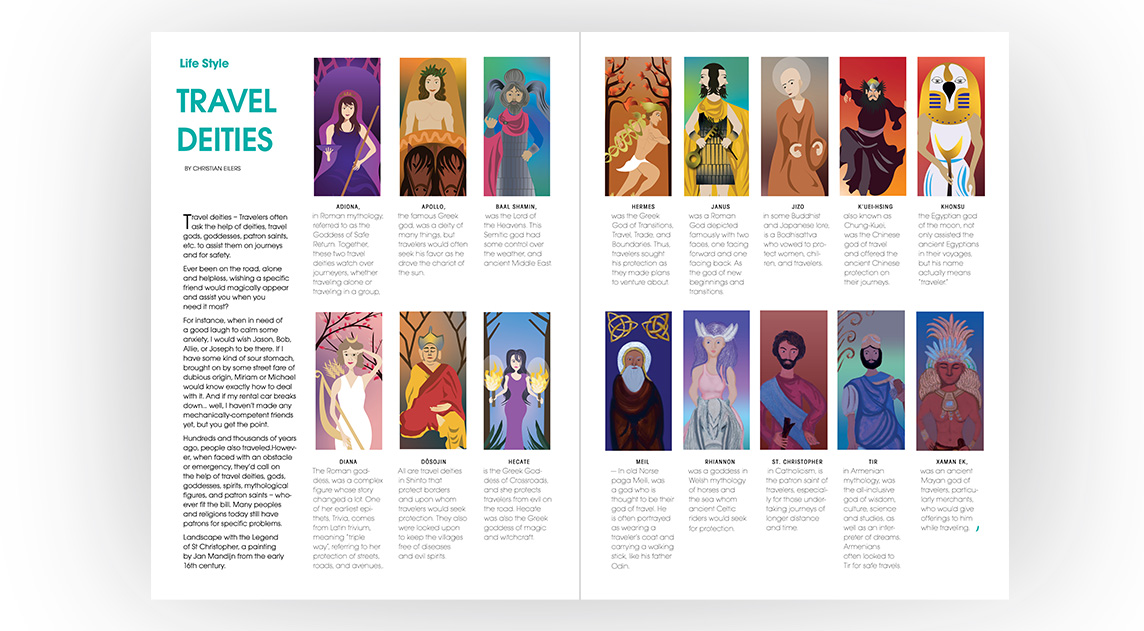 Life Style
TRAVEL
DEITIES
BY CHRISTIAN EILERS
Travel deities – Travelers often
ask the help of deities, travel
gods, goddesses, patron saints,
etc. to assist them on journeys
and for safety.
Ever been on the road, alone
and helpless, wishing a specific
friend would magically appear
and assist you when you
need it most?
For instance, when in need of
a good laugh to calm some
anxiety, I would wish Jason, Bob,
Allie, or Joseph to be there. If I
have some kind of sour stomach,
brought on by some street fare of
dubious origin, Miriam or Michael
would know exactly how to deal
with it. And if my rental car breaks
down... well, I haven't made any
mechanically-competent friends
yet, but you get the point.
Hundreds and thousands of years
ago, people also traveled.Howev-
er, when faced with an obstacle
or emergency, they'd call on
the help of travel deities, gods,
goddesses, spirits, mythological
figures, and patron saints – who-
ever fit the bill. Many peoples
and religions today still have
patrons for specific problems.
Landscape with the Legend
of St Christopher, a painting
by Jan Mandijn from the early
16th century.
ADIONA,
in Roman mythology,
referred to as the
Goddess of Safe
Return. Together,
these two travel
deities watch over
journeyers, whether
traveling alone or
traveling in a group.
APOLLO,
the famous Greek
god, was a deity of
many things, but
travelers would often
seek his favor as he
drove the chariot of
the sun.
BAAL SHAMIN,
was the Lord of
the Heavens. This
Semitic god had
some control over
the weather, and
ancient Middle East
HERMES
was the Greek
God of Transitions,
Travel, Trade, and
Boundaries. Thus,
travelers sought
his protection as
they made plans
to venture about.
JANUS
was a Roman
God depicted
famously with two
faces, one facing
forward and one
facing back. As
the god of new
beginnings and
transitions
JIZO
in some Buddhist
and Japanese lore,
is a Bodhisattva
who vowed to pro-
tect women, chil-
ren, and travelers.
K'UEI-HSING
also known as
Chung-Kuei,
was the Chinese
god of travel
and offered the
ancient Chinese
protection on
their journeys.
KHONSU
the Egyptian god
of the moon, not
only assisted the
ancient Egyptians
in their voyages,
but his name
actually means
"traveler."
DIANA
The Roman god-
dess, was a complex
figure whose story
changed a lot. One
of her earliest epi-
thets, Trivia, comes
from Latin trivium,
meaning "triple
way", referring to her
protection of streets,
roads, and avenues,
DŌSOJIN
All are travel deities
in Shinto that
protect borders
and upon whom
travelers would seek
protection. They also
were looked upon
to keep the villages
free of diseases
and evil spirits.
HECATE
is the Greek God-
dess of Crossroads,
and she protects
travelers from evil on
the road. Hecate
was also the Greek
goddess of magic
and witchcraft.
MEIL
— In old Norse
paga Meili, was
a god who is
thought to be their
god of travel. He
is often portrayed
as wearing a
traveler's coat and
carrying a walking
stick, like his father
Odin.
RHIANNON
was a goddess in
Welsh mythology
of horses and
the sea whom
ancient Celtic
riders would seek
for protection.
ST. CHRISTOPHER
in Catholicism, is
the patron saint of
travelers, especial-
ly for those under-
taking journeys of
longer distance
and time
TIR
in Armenian
mythology, was
the all-inclusive
god of wisdom,
culture, science
and studies, as
well as an inter-
preter of dreams.
Armenians
often looked to
Tir for safe travels
XAMAN EK,
was an ancient
Mayan god of
travelers, particu-
larly merchants,
who would give
offerings to him
while traveling.